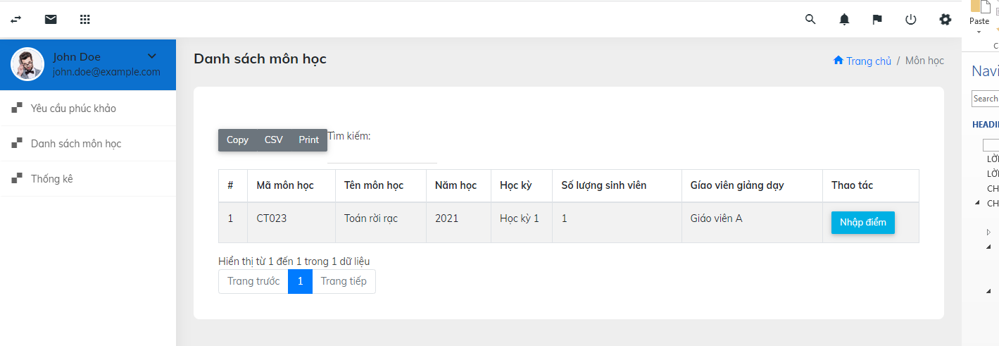 Paste
John Doe
john.doe@example.com
Danh sách môn học
Trang chủ / Môn học
Navi
Search
HEADI
Yêu cầu phúc khảo
Danh sách môn học
Thống kê
Copy CSV Print Tìm kiếm:
# Mã môn học Tên môn học Năm học Học kỳ Số lượng sinh viên Gíao viên giảng dạy Thao tác
1 CT023 Toán rời rạc 2021 Học kỳ 1 1 Giáo viên A Nhập điểm
Hiển thị từ 1 đến 1 trong 1 dữ liệu
Trang trước 1 Trang tiếp
LỜI
LỜI
CH
CH